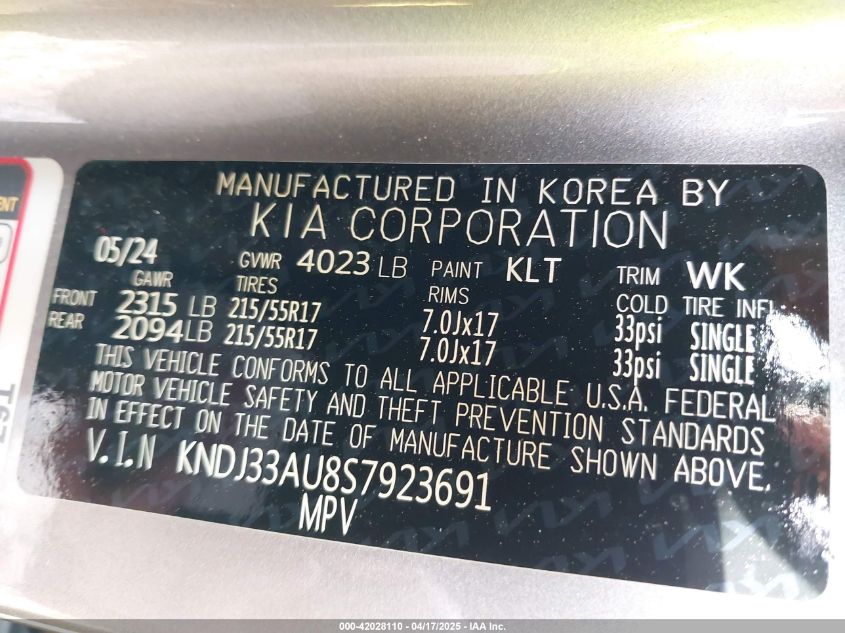 MANUFACTURED IN KOREA BY
KIA CORPORATION
05/24 GVWR 4023 LB PAINT KLT TRIM WK
GAWR TIRES RIMS COLD TIRE INFL.
FRONT 2315 LB 215/55R17 7.0Jx17 33psi SINGLE
REAR 2094 LB 215/55R17 7.0Jx17 33psi SINGLE
THIS VEHICLE CONFORMS TO ALL APPLICABLE U.S.A. FEDERAL
MOTOR VEHICLE SAFETY AND THEFT PREVENTION STANDARDS
IN EFFECT ON THE DATE OF MANUFACTURE SHOWN ABOVE.
V.I.N KNDJ33AU8S7923691
MPV
000-42028110 - 04/17/2025 - IAA Inc.